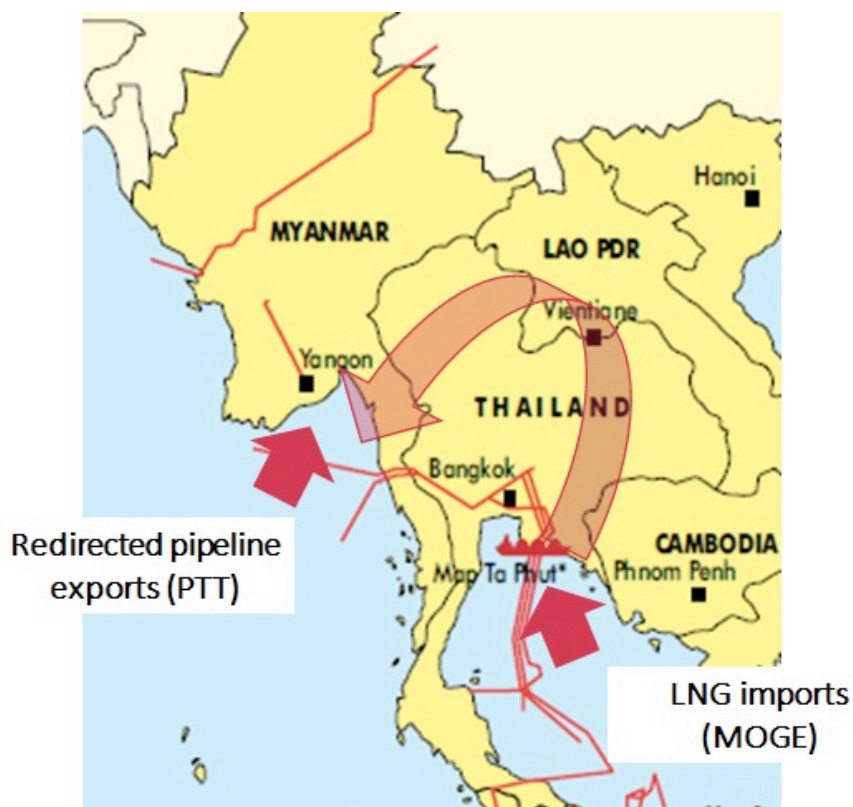 Hanoi
MYANMAR
LAO PDR
Vientiane
Yangon
THAILAND
Bangkok
CAMBODIA
Map Ta Phut*
Phnom Penh
Redirected pipeline
exports (PTT)
LNG imports
(MOGE)